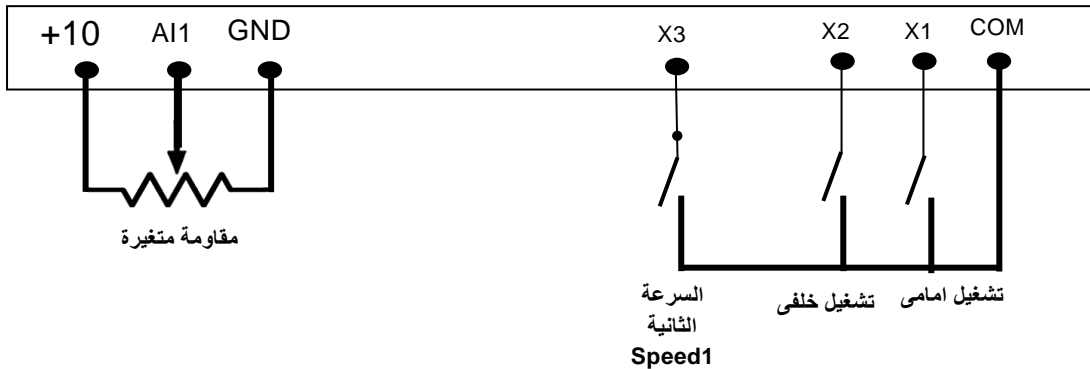 +10 AI1 GND X3 X2 X1 COM
مقاومة متغيرة
تشغيل امامى
تشغيل خلفى
السرعة
الثانية
Speed1